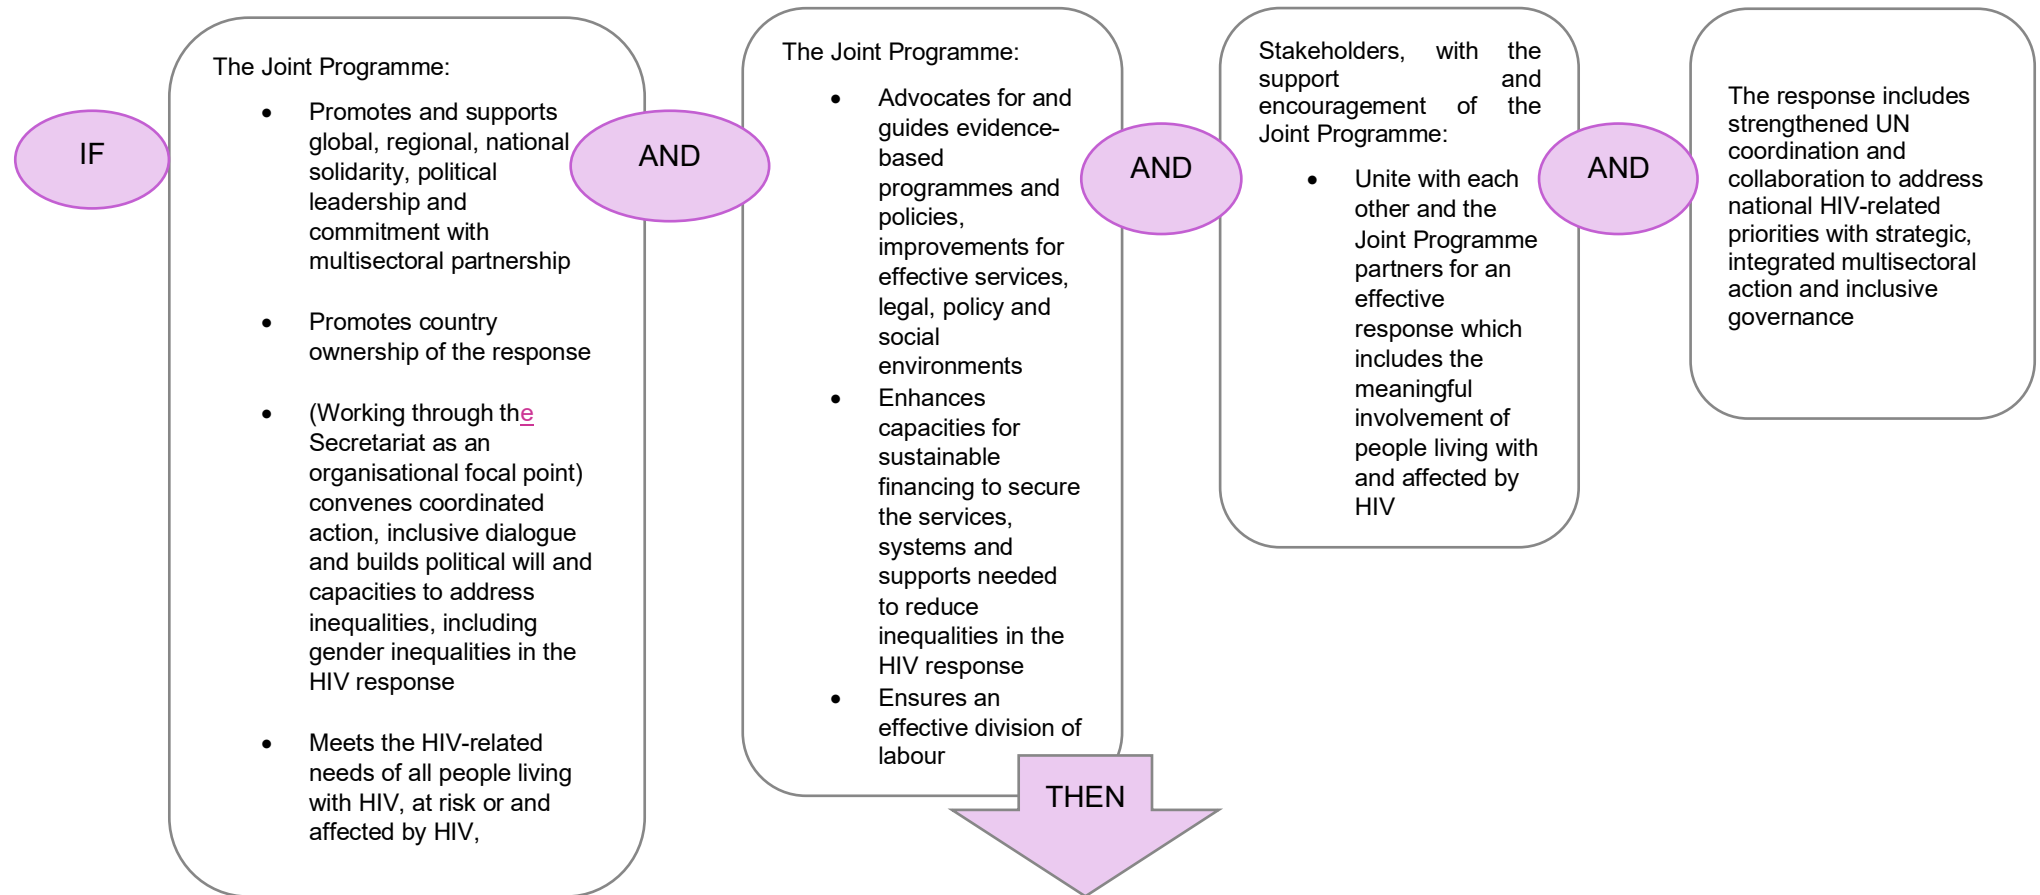 IF
The Joint Programme:
• Promotes and supports
global, regional, national
solidarity, political
leadership and
commitment with
multisectoral partnership
• Promotes country
ownership of the response
• (Working through the
Secretariat as an
organisational focal point)
convenes coordinated
action, inclusive dialogue
and builds political will and
capacities to address
inequalities, including
gender inequalities in the
HIV response
• Meets the HIV-related
needs of all people living
with HIV, at risk or and
affected by HIV,
AND
The Joint Programme:
• Advocates for and
guides evidence-
based
programmes and
policies,
improvements for
effective services,
legal, policy and
social
environments
• Enhances
capacities for
sustainable
financing to secure
the services,
systems and
supports needed
to reduce
inequalities in the
HIV response
• Ensures an
effective division of
labour
AND
Stakeholders, with the
support and
encouragement of the
Joint Programme:
• Unite with each
other and the
Joint Programme
partners for an
effective
response which
includes the
meaningful
involvement of
people living with
and affected by
HIV
AND
The response includes
strengthened UN
coordination and
collaboration to address
national HIV-related
priorities with strategic,
integrated multisectoral
action and inclusive
governance
THEN